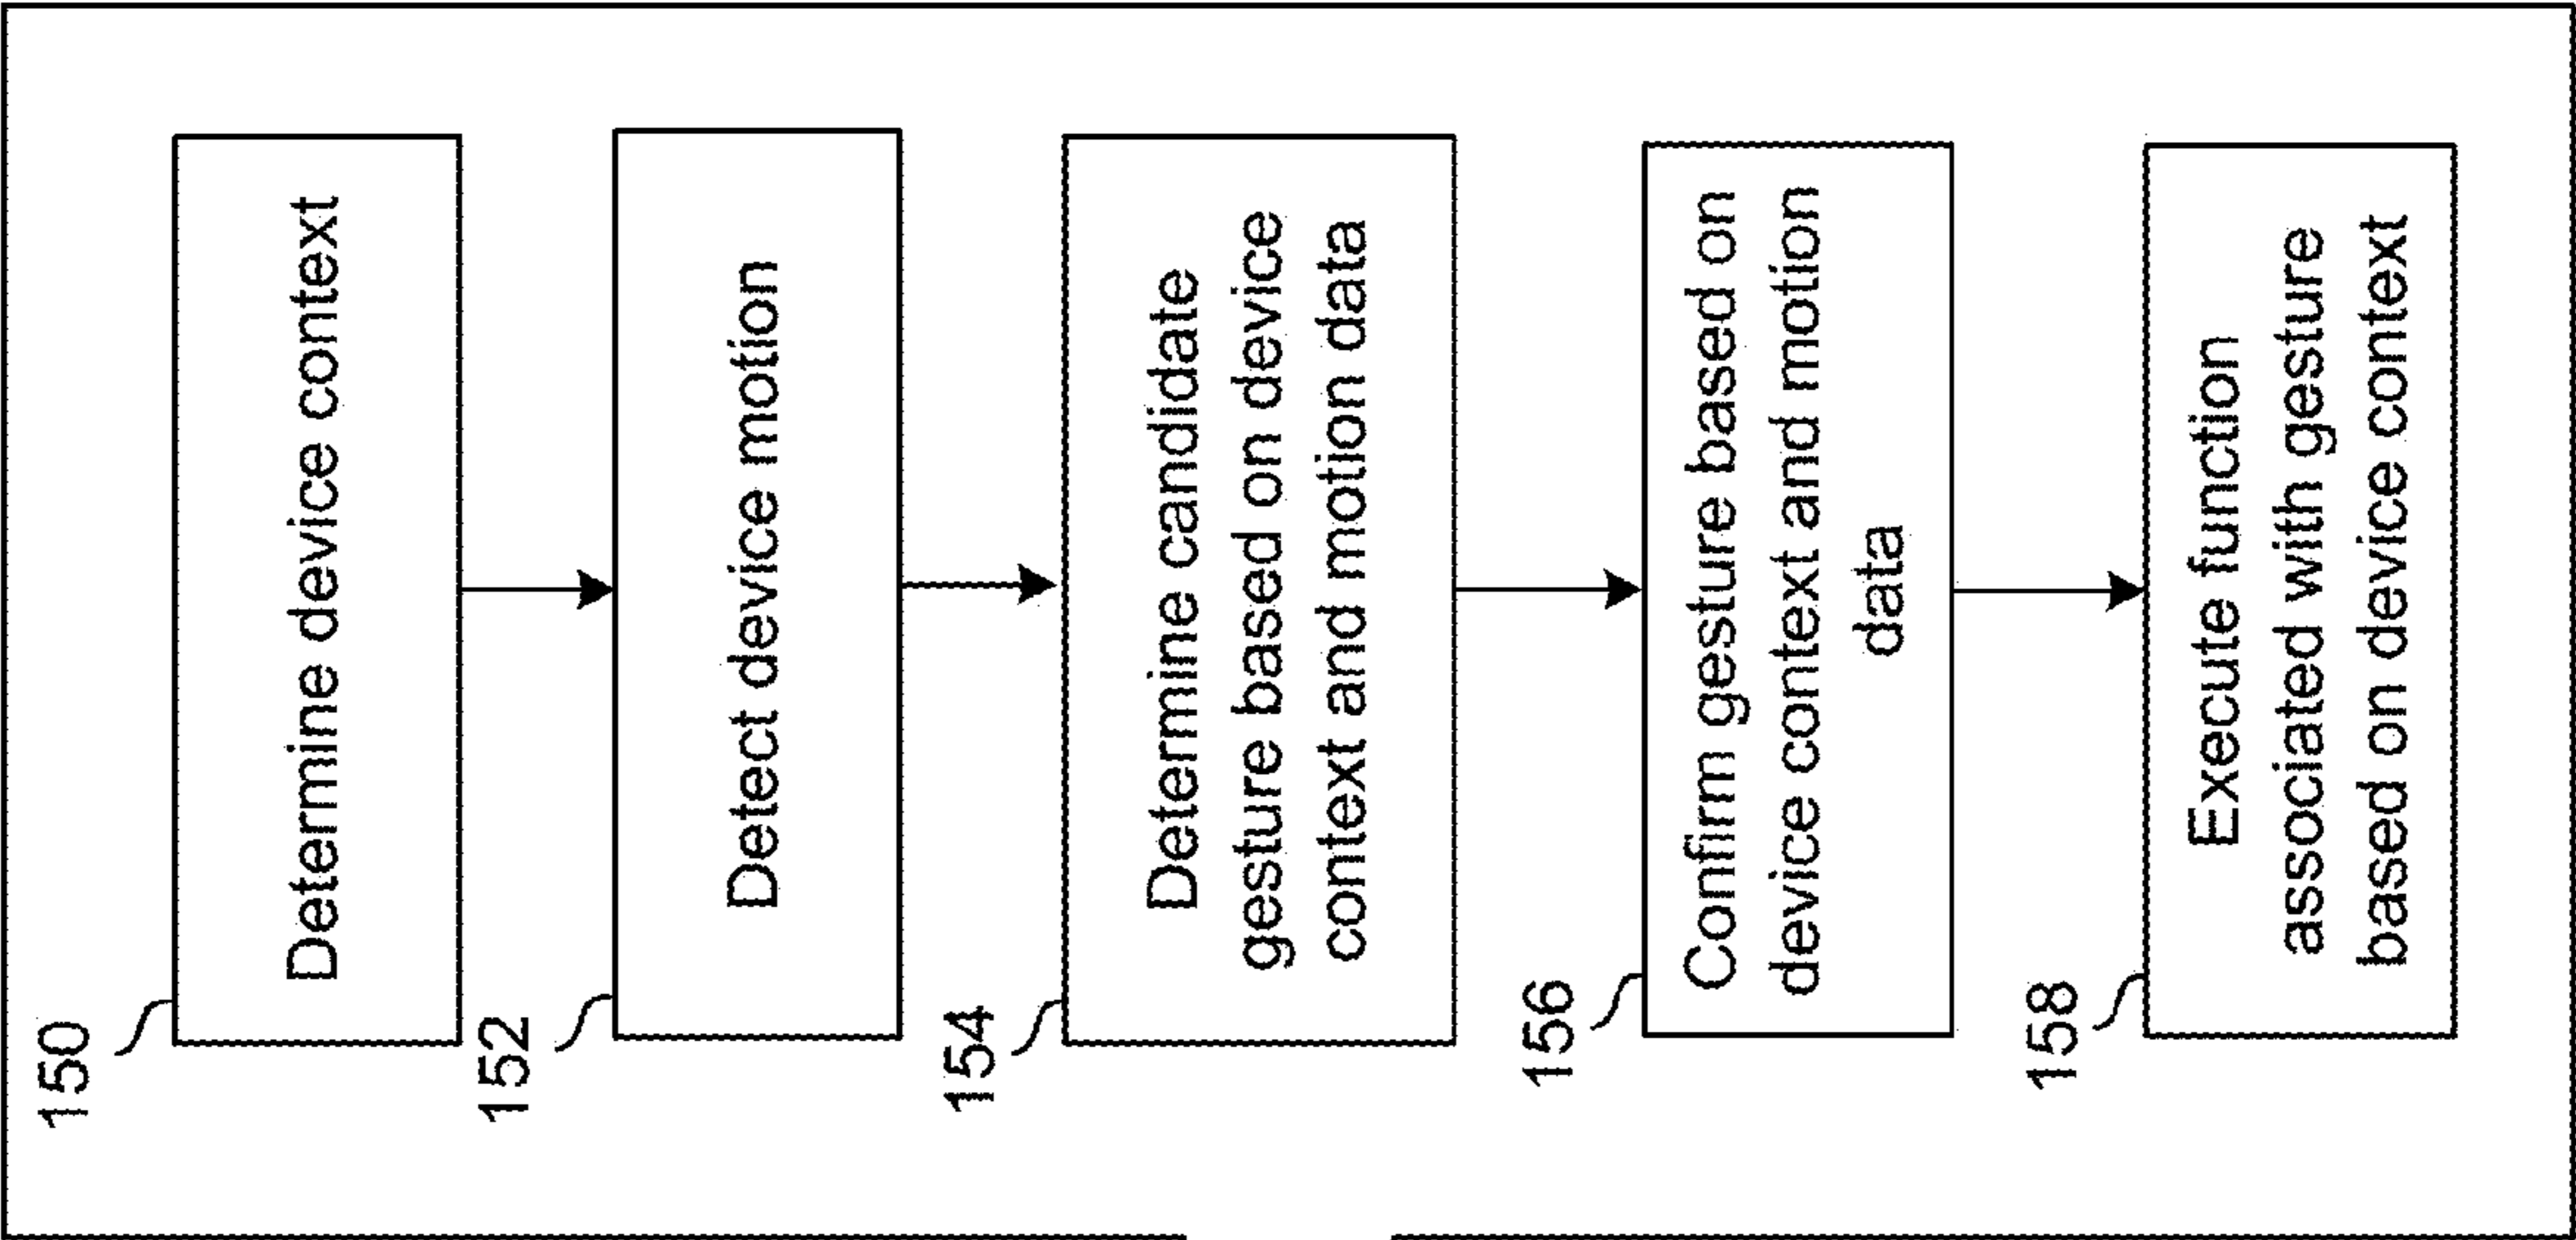 150
Determine device context
152
Detect device motion
154
Determine candidate
gesture based on device
context and motion data
156
Confirm gesture based on
device context and motion
data
158
Execute function
associated with gesture
based on device context